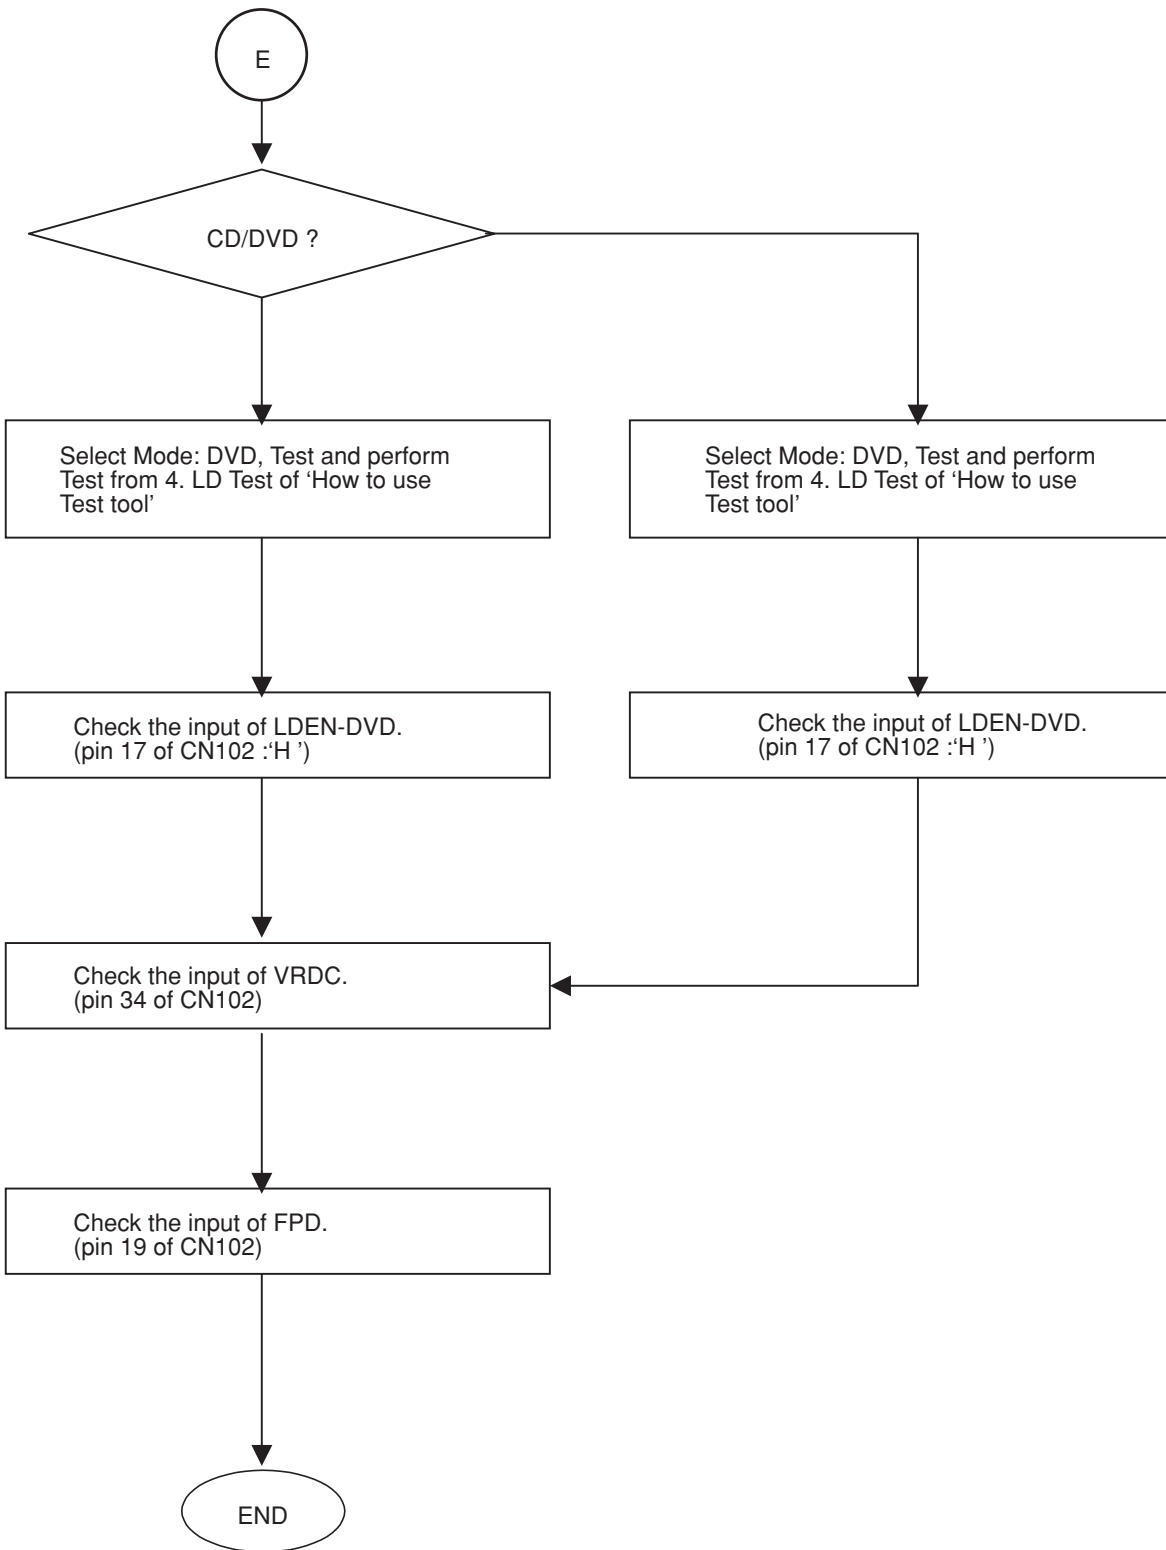 E
CD/DVD ?
Select Mode: DVD, Test and perform
Test from 4. LD Test of ‘How to use
Test tool’
Select Mode: DVD, Test and perform
Test from 4. LD Test of ‘How to use
Test tool’
Check the input of LDEN-DVD.
(pin 17 of CN102 :‘H ’)
Check the input of LDEN-DVD.
(pin 17 of CN102 :‘H ’)
Check the input of VRDC.
(pin 34 of CN102)
Check the input of FPD.
(pin 19 of CN102)
END